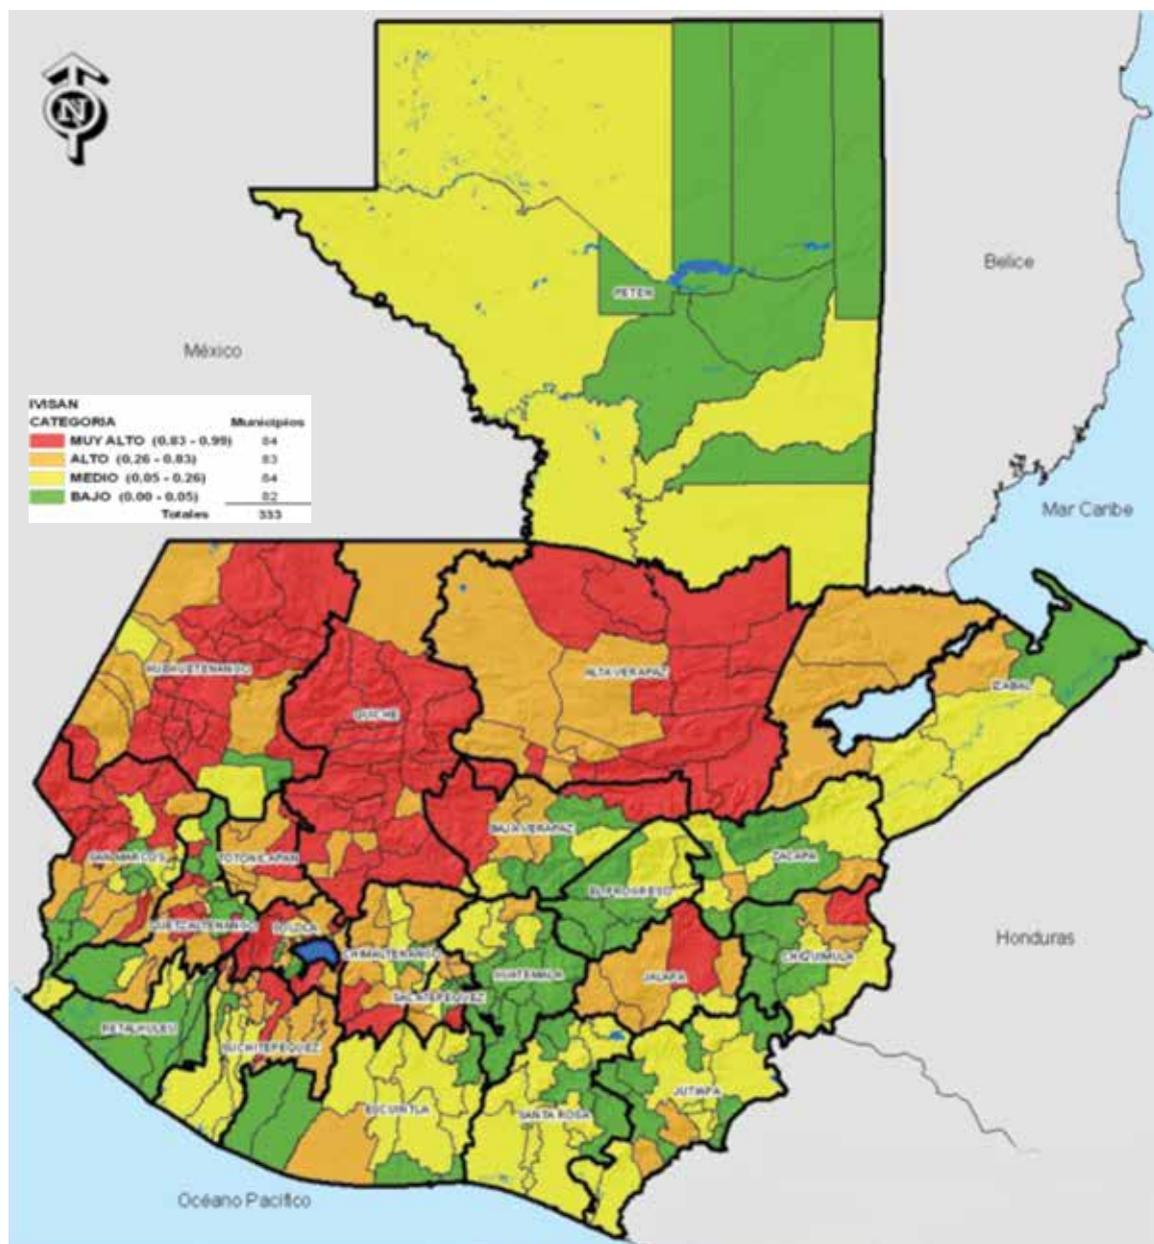 N
Belice
PETEN
México
IVISAN
CATEGORIA Municipios
MUY ALTO (0.83 - 0.99) 84
ALTO (0.26 - 0.83) 83
MEDIO (0.05 - 0.26) 84
BAJO (0.00 - 0.05) 82
Totales 333
Mar Caribe
HUEHUETENANGO
ALTA VERAPAZ
IZABAL
QUICHE
BAJA VERAPAZ
SAN MARCOS
TOTONICAPAN
ZACAPA
EL PROGRESO
QUETZALTENANGO
SOLOLA
Honduras
CHIMALTENANGO
CHIQUIMULA
GUATEMALA
JALAPA
SACATEPEQUEZ
RETALHULEU
SUCHITEPEQUEZ
JUTIAPA
ESCUINTLA
SANTA ROSA
Océano Pacífico